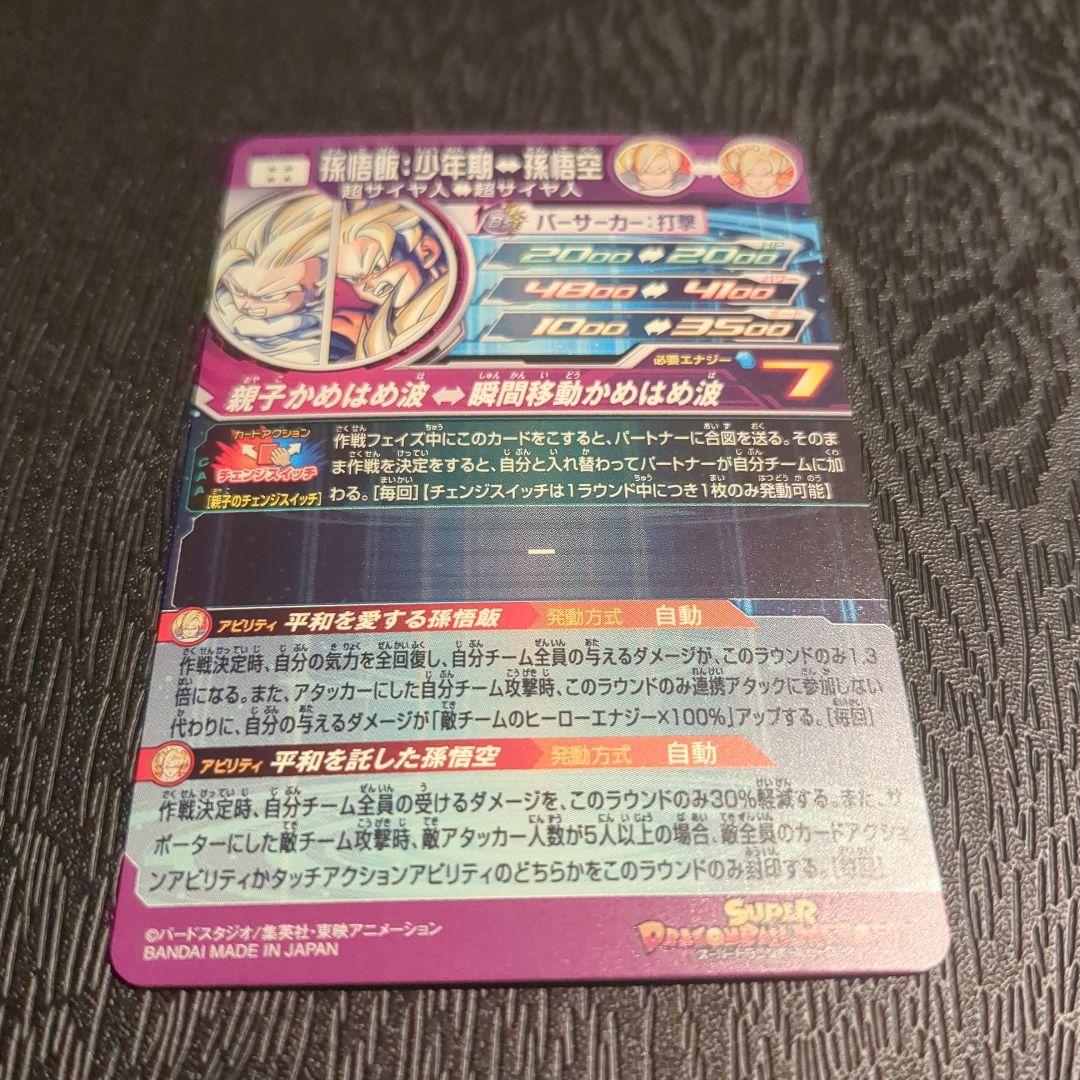 孫悟飯:少年期⇔孫悟空
超サイヤ人⇔超サイヤ人
バーサーカー:打撃
HP
2000⇔2000
パワー
4800⇔4100
ガード
1000⇔3500
必要エナジー 7
親子かめはめ波⇔瞬間移動かめはめ波
カードアクション
チェンジスイッチ
CAA
[親子のチェンジスイッチ]
作戦フェイズ中にこのカードをこすると、パートナーに合図を送る。そのま
ま作戦を決定をすると、自分と入れ替わってパートナーが自分チームに加
わる。[毎回]【チェンジスイッチは1ラウンド中につき1枚のみ発動可能】
ー
アビリティ 平和を愛する孫悟飯 発動方式 自動
作戦決定時、自分の気力を全回復し、自分チーム全員の与えるダメージが、このラウンドのみ1.3
倍になる。また、アタッカーにした自分チーム攻撃時、このラウンドのみ連携アタックに参加しない
代わりに、自分の与えるダメージが「敵チームのヒーローエナジー×100%」アップする。[毎回]
アビリティ 平和を託した孫悟空 発動方式 自動
作戦決定時、自分チーム全員の受けるダメージを、このラウンドのみ30%軽減する。また、サ
ポーターにした敵チーム攻撃時、敵アタッカー人数が5人以上の場合、敵全員のカードアクショ
ンアビリティかタッチアクションアビリティのどちらかをこのラウンドのみ封印する。[毎回]
©バードスタジオ/集英社・東映アニメーション
BANDAI MADE IN JAPAN
SUPER
DRAGONBALL HEROES